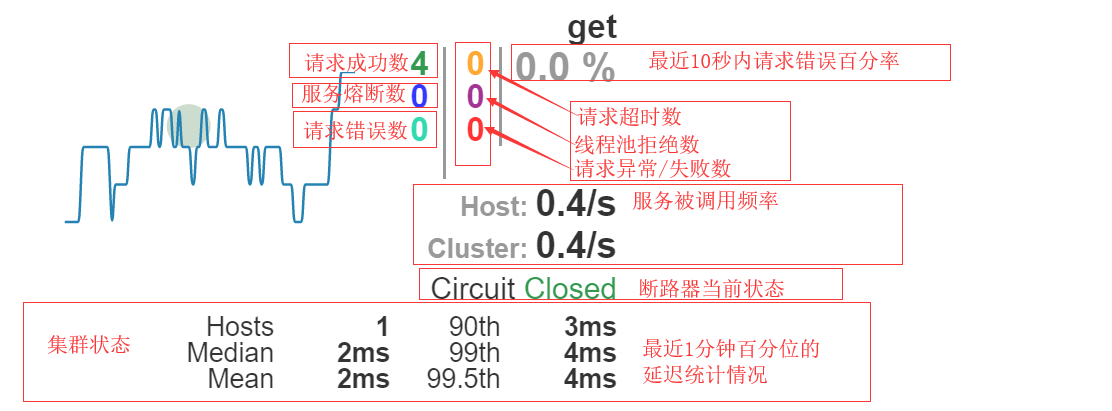 get
请求成功数 4 0 0.0 % 最近10秒内请求错误百分率
服务熔断数 0 0 请求超时数
请求错误数 0 0 线程池拒绝数
请求异常/失败数
Host: 0.4/s 服务被调用频率
Cluster: 0.4/s
Circuit Closed 断路器当前状态
集群状态
Hosts 1 90th 3ms
Median 2ms 99th 4ms 最近1分钟百分位的
Mean 2ms 99.5th 4ms 延迟统计情况